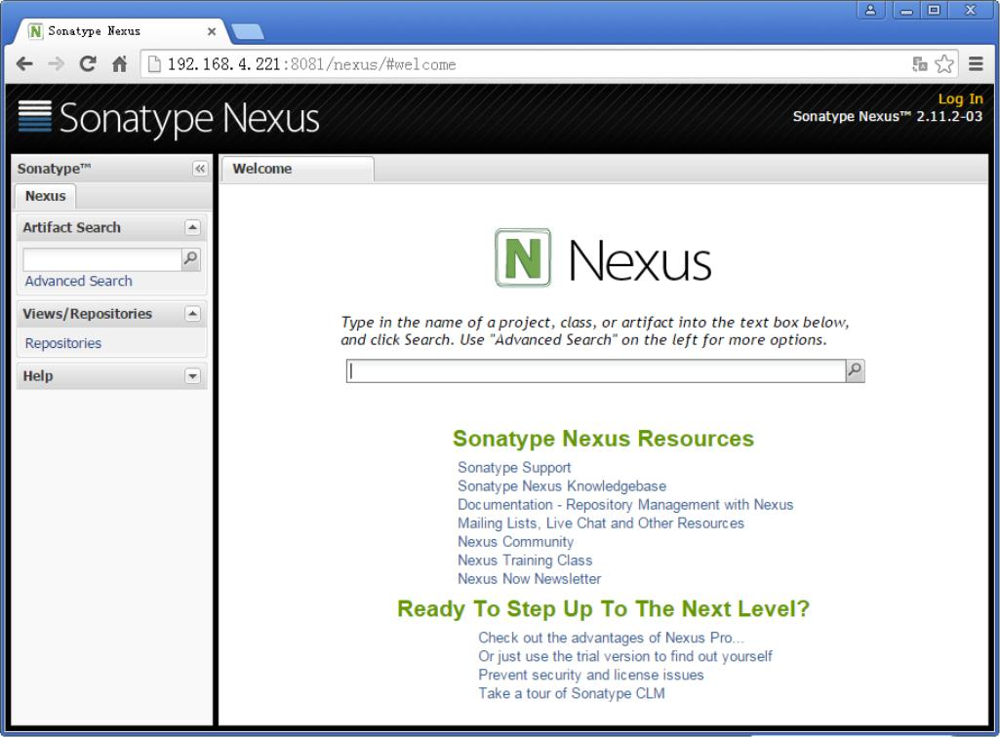 Sonatype Nexus
192.168.4.221:8081/nexus/#welcome
Sonatype Nexus
Log In
Sonatype Nexus™ 2.11.2-03
Sonatype™
Welcome
Nexus
Artifact Search
Advanced Search
Views/Repositories
Repositories
Help
N Nexus
Type in the name of a project, class, or artifact into the text box below,
and click Search. Use "Advanced Search" on the left for more options.
Sonatype Nexus Resources
Sonatype Support
Sonatype Nexus Knowledgebase
Documentation - Repository Management with Nexus
Mailing Lists, Live Chat and Other Resources
Nexus Community
Nexus Training Class
Nexus Now Newsletter
Ready To Step Up To The Next Level?
Check out the advantages of Nexus Pro...
Or just use the trial version to find out yourself
Prevent security and license issues
Take a tour of Sonatype CLM